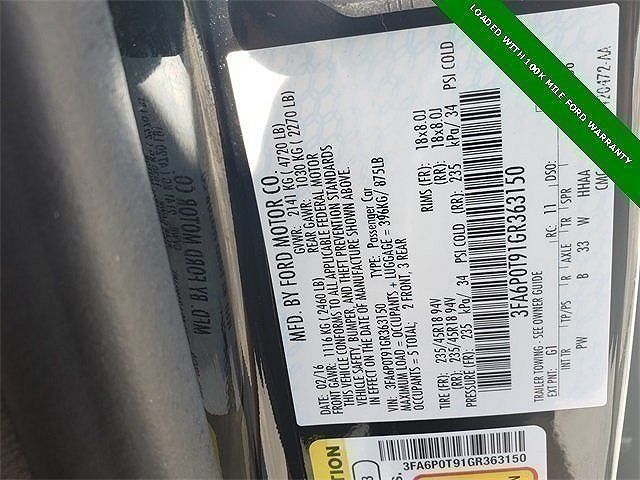 LOADED WITH 100K MILE FORD WARRANTY
MFD. BY FORD MOTOR CO.
DATE: 02/16 GVWR: 2141 KG ( 4720 LB)
FRONT GAWR: 1116 KG ( 2460 LB) REAR GAWR: 1030 KG ( 2270 LB)
THIS VEHICLE CONFORMS TO ALL APPLICABLE FEDERAL MOTOR
VEHICLE SAFETY, BUMPER, AND THEFT PREVENTION STANDARDS
IN EFFECT ON THE DATE OF MANUFACTURE SHOWN ABOVE.
VIN: 3FA6P0T91GR363150 TYPE: Passenger Car
MAXIMUM LOAD = OCCUPANTS + LUGGAGE = 396KG/ 875LB
OCCUPANTS = 5 TOTAL: 2 FRONT, 3 REAR
TIRE (FR): 235/45R18 94V RIMS (FR): 18x8.0J
TIRE (RR): 235/45R18 94V (RR): 18x8.0J
PRESSURE (FR): 235 kPa/ 34 PSI COLD (RR): 235 kPa/ 34 PSI COLD
3FA6P0T91GR363150
TRAILER TOWING - SEE OWNER GUIDE
EXT PNT: G1 RC: 11 DSO:
INT TR TP/PS R AXLE TR SPR
PW B 33 W HHAA
3FA6P0T91GR363150